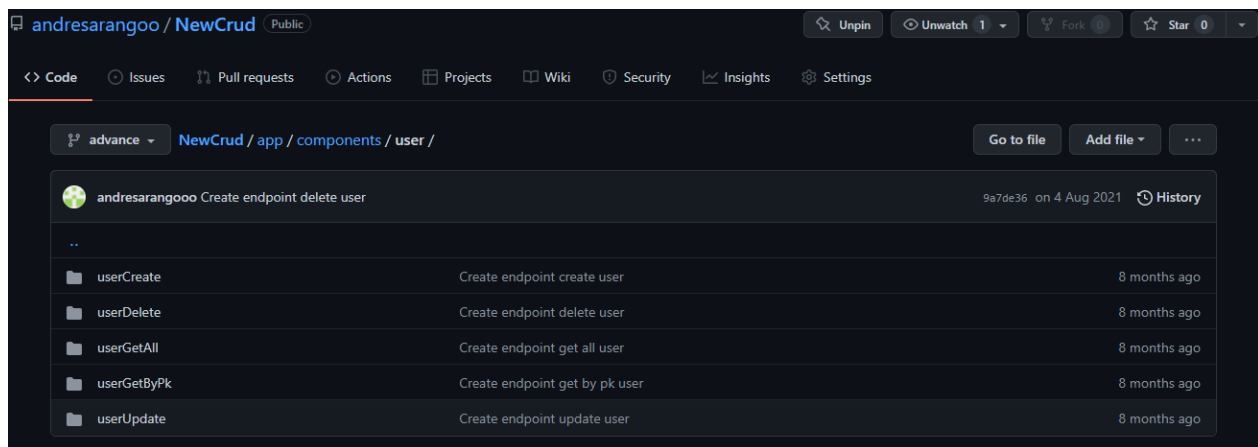 andresarangoo / NewCrud Public Unpin Unwatch 1 Fork 0 Star 0
Code Issues Pull requests Actions Projects Wiki Security Insights Settings
advance NewCrud / app / components / user / Go to file Add file ...
andresarangooo Create endpoint delete user 9a7de36 on 4 Aug 2021 History
..
userCreate Create endpoint create user 8 months ago
userDelete Create endpoint delete user 8 months ago
userGetAll Create endpoint get all user 8 months ago
userGetByPk Create endpoint get by pk user 8 months ago
userUpdate Create endpoint update user 8 months ago